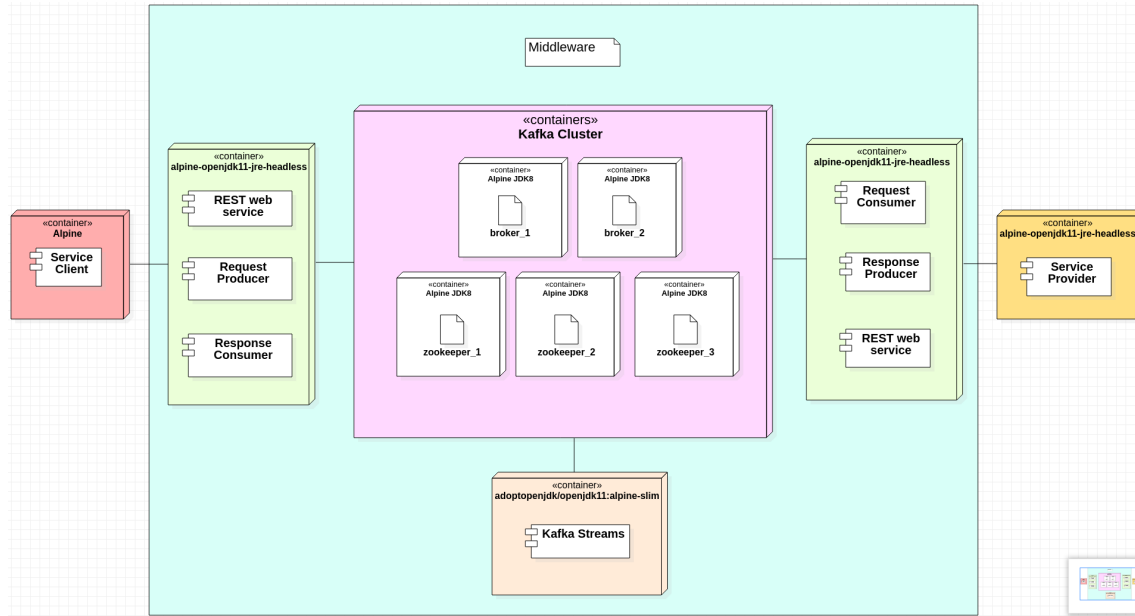 Middleware
«containers»
Kafka Cluster
«container»
Alpine JDK8
broker_1
«container»
Alpine JDK8
broker_2
«container»
Alpine JDK8
zookeeper_1
«container»
Alpine JDK8
zookeeper_2
«container»
Alpine JDK8
zookeeper_3
«container»
alpine-openjdk11-jre-headless
REST web
service
Request
Producer
Response
Consumer
«container»
Alpine
Service
Client
«container»
alpine-openjdk11-jre-headless
Request
Consumer
Response
Producer
REST web
service
«container»
alpine-openjdk11-jre-headless
Service
Provider
«container»
adoptopenjdk/openjdk11:alpine-slim
Kafka Streams